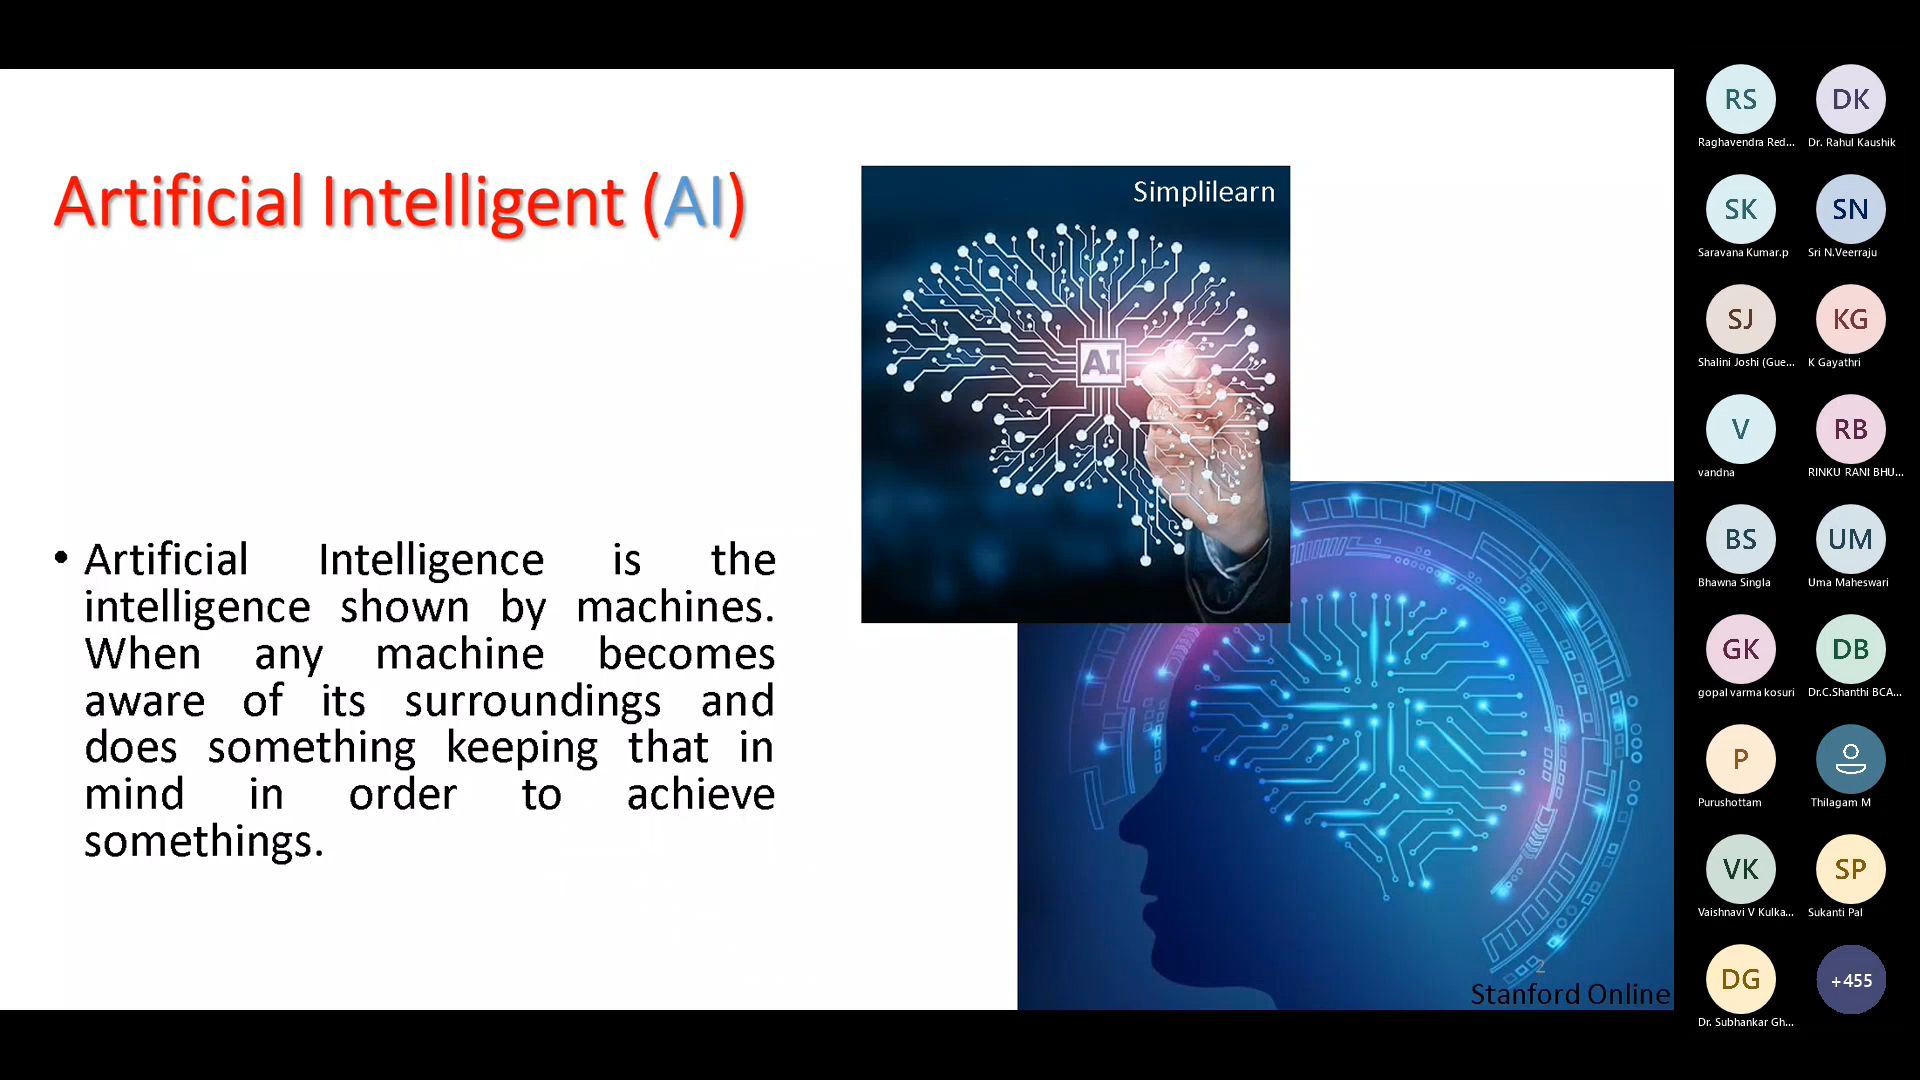 Artificial Intelligent (AI)
• Artificial Intelligence is the
intelligence shown by machines.
When any machine becomes
aware of its surroundings and
does something keeping that in
mind in order to achieve
somethings.
Simplilearn
AI
2
Stanford Online
RS
Raghavendra Red...
DK
Dr. Rahul Kaushik
SK
Saravana Kumar.p
SN
Sri N.Veerraju
SJ
Shalini Joshi (Gue...
KG
K Gayathri
V
vandna
RB
RINKU RANI BHU...
BS
Bhawna Singla
UM
Uma Maheswari
GK
gopal varma kosuri
DB
Dr.C.Shanthi BCA...
P
Purushottam
Thilagam M
VK
Vaishnavi V Kulka...
SP
Sukanti Pal
DG
Dr. Subhankar Gh...
+455